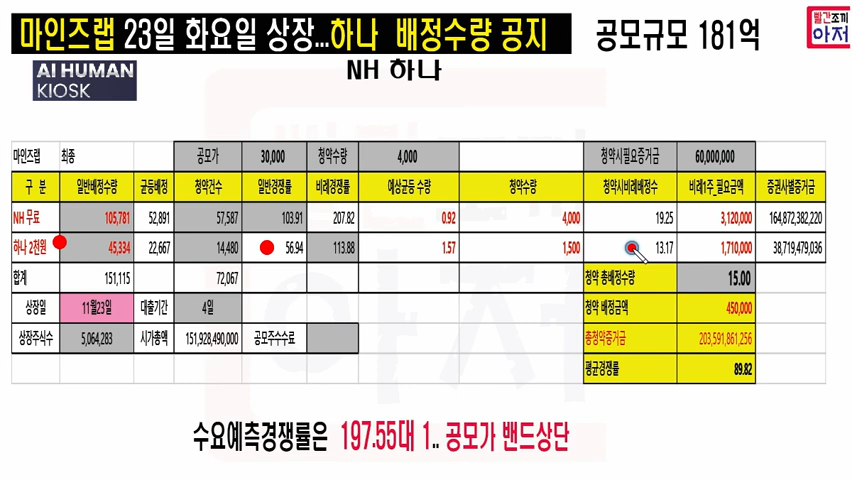 마인즈랩 23일 화요일 상장...하나 배정수량 공지 공모규모 181억
빨간조끼
아저
AI HUMAN
KIOSK
NH 하나
마인즈랩 최종 공모가 30,000 청약수량 4,000 청약시필요증거금 60,000,000
구 분 일반배정수량 균등배정 청약건수 일반경쟁률 비례경쟁률 예상균등 수량 청약수량 청약시비례배정수 비례1주_필요금액 증권사별증거금
NH 무료 105,781 52,891 57,587 103.91 207.82 0.92 4,000 19.25 3,120,000 164,872,382,220
하나 2천원 45,334 22,667 14,480 56.94 113.88 1.57 1,500 13.17 1,710,000 38,719,479,036
합계 151,115 72,067 청약 총배정수량 15.00
상장일 11월23일 대출기간 4일 청약 배정금액 450,000
상장주식수 5,064,283 시가총액 151,928,490,000 공모주수수료 총청약증거금 203,591,861,256
평균경쟁률 89.82
수요예측경쟁률은 197.55대 1.. 공모가 밴드상단